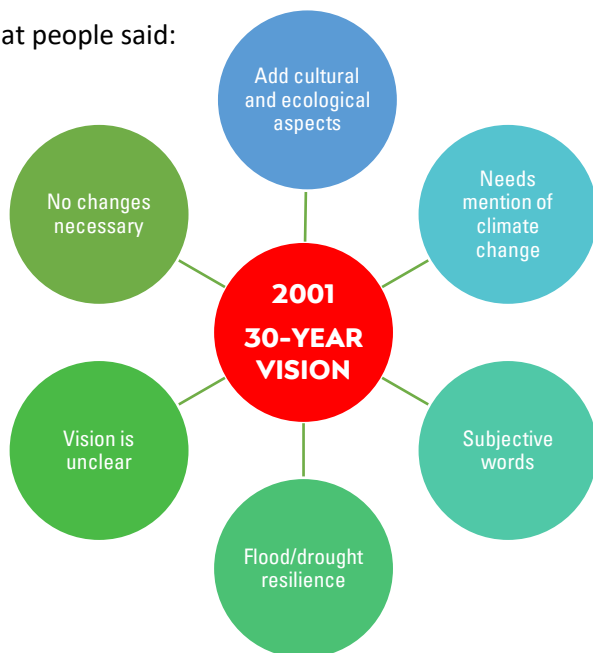 at people said:
Add cultural
and ecological
aspects
Needs
mention of
climate
change
Subjective
words
Flood/drought
resilience
Vision is
unclear
No changes
necessary
2001
30-YEAR
VISION